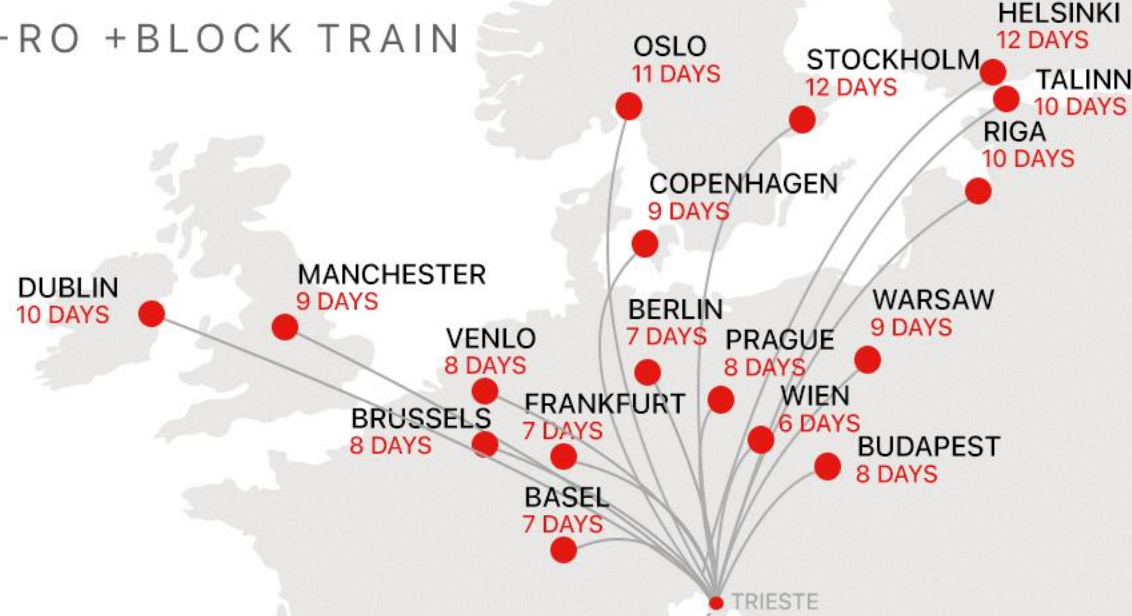 -RO +BLOCK TRAIN
HELSINKI
12 DAYS
OSLO
11 DAYS
STOCKHOLM
12 DAYS
TALINN
10 DAYS
RIGA
10 DAYS
COPENHAGEN
9 DAYS
DUBLIN
10 DAYS
MANCHESTER
9 DAYS
BERLIN
7 DAYS
WARSAW
9 DAYS
VENLO
8 DAYS
PRAGUE
8 DAYS
BRUSSELS
8 DAYS
FRANKFURT
7 DAYS
WIEN
6 DAYS
BUDAPEST
8 DAYS
BASEL
7 DAYS
TRIESTE